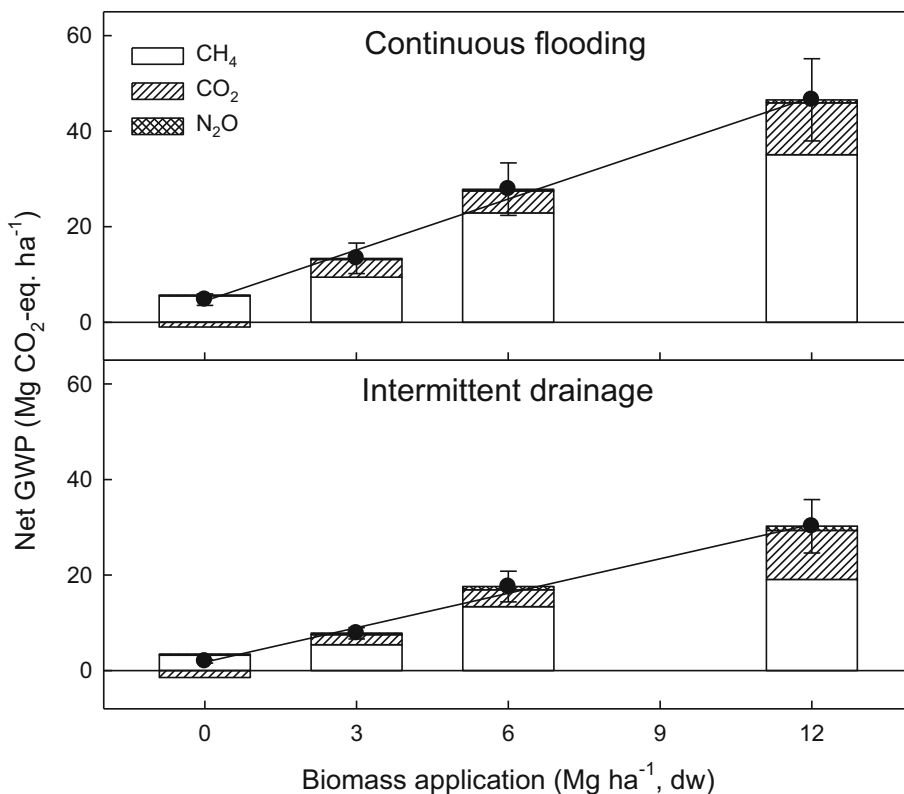 Continuous flooding
CH₄
CO₂
N₂O
60
40
20
0
Intermittent drainage
60
40
20
0
Net GWP (Mg CO₂-eq. ha⁻¹)
0 3 6 9 12
Biomass application (Mg ha⁻¹, dw)